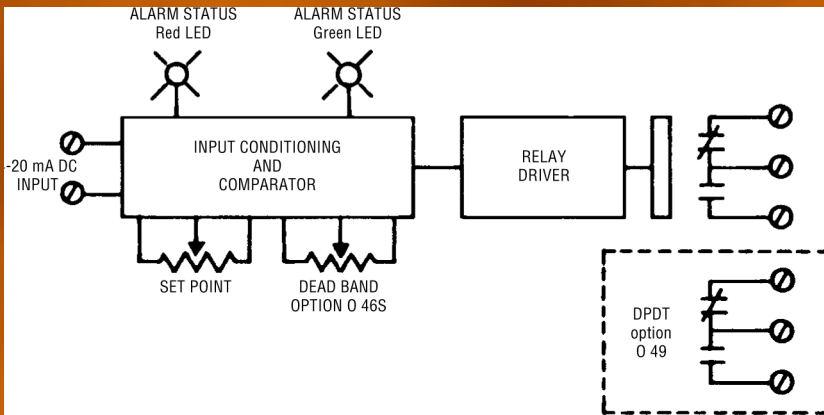 ALARM STATUS
Red LED
ALARM STATUS
Green LED
-20 mA DC
INPUT
INPUT CONDITIONING
AND
COMPARATOR
RELAY
DRIVER
SET POINT
DEAD BAND
OPTION O 46S
DPDT
option
O 49